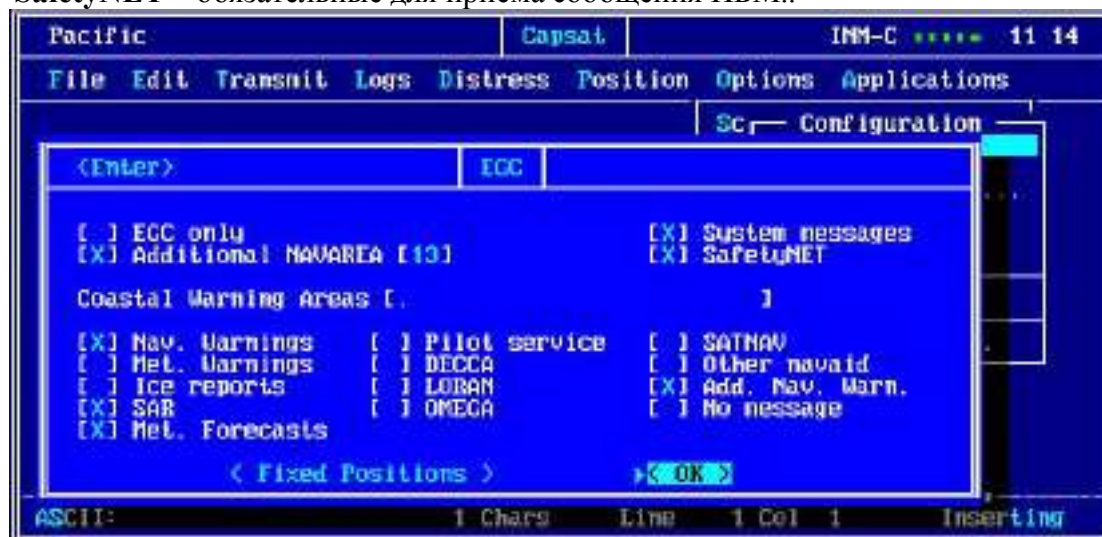 SafetyNET – обязательные для приема сообщения ИБМ..
Pacific Capsat INM-C 11 14
File Edit Transmit Logs Distress Position Options Applications
Sc Configuration
<Enter> EGC
[ ] EGC only [X] System messages
[X] Additional NAVAREA [13] [X] SafetyNET
Coastal Warning Areas [. ]
[X] Nav. Warnings [ ] Pilot service [ ] SATNAV
[ ] Met. Warnings [ ] DECCA [ ] Other navaid
[ ] Ice reports [ ] LORAN [X] Add. Nav. Warn.
[X] SAR [ ] OMEGA [ ] No message
[X] Met. Forecasts
< Fixed Positions > < OK >
ASCII: 1 Chars Line 1 Col 1 Inserting